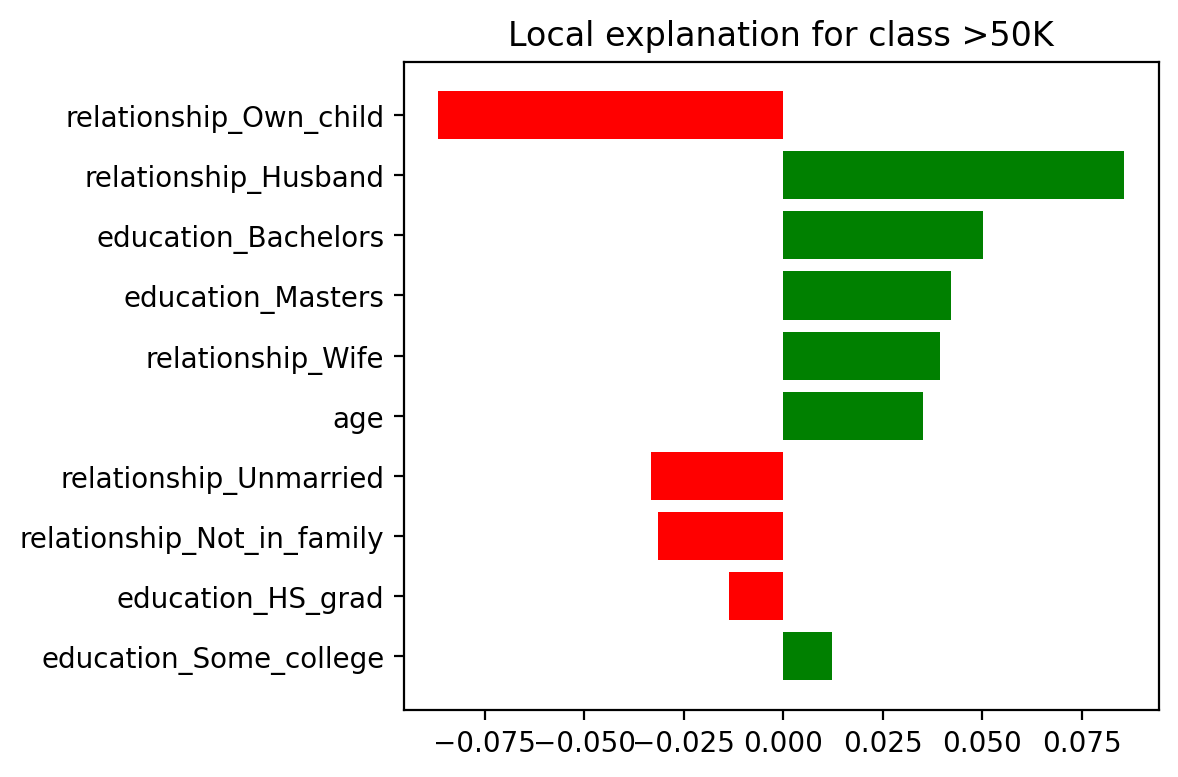 Local explanation for class >50K
relationship_Own_child
relationship_Husband
education_Bachelors
education_Masters
relationship_Wife
age
relationship_Unmarried
relationship_Not_in_family
education_HS_grad
education_Some_college
−0.075 −0.050 −0.025 0.000 0.025 0.050 0.075